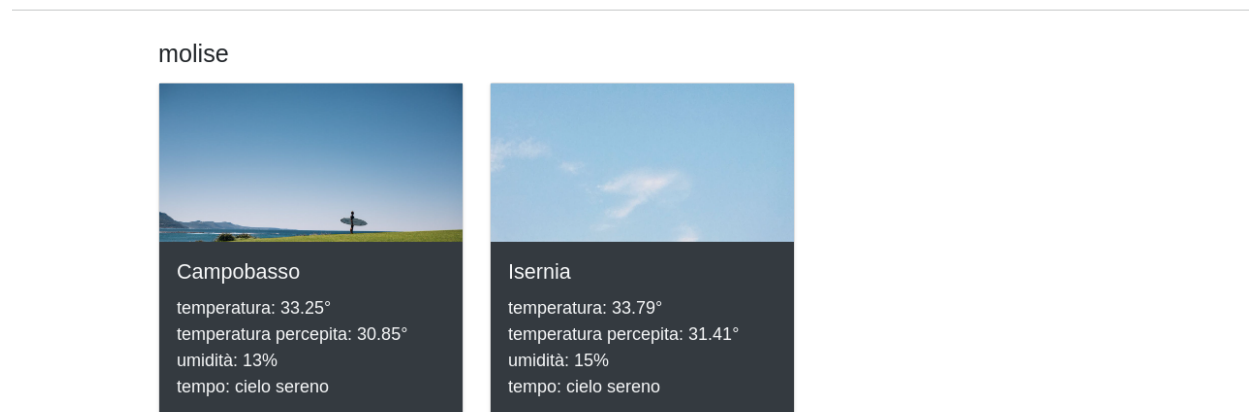 molise
Campobasso
temperatura: 33.25°
temperatura percepita: 30.85°
umidità: 13%
tempo: cielo sereno
Isernia
temperatura: 33.79°
temperatura percepita: 31.41°
umidità: 15%
tempo: cielo sereno